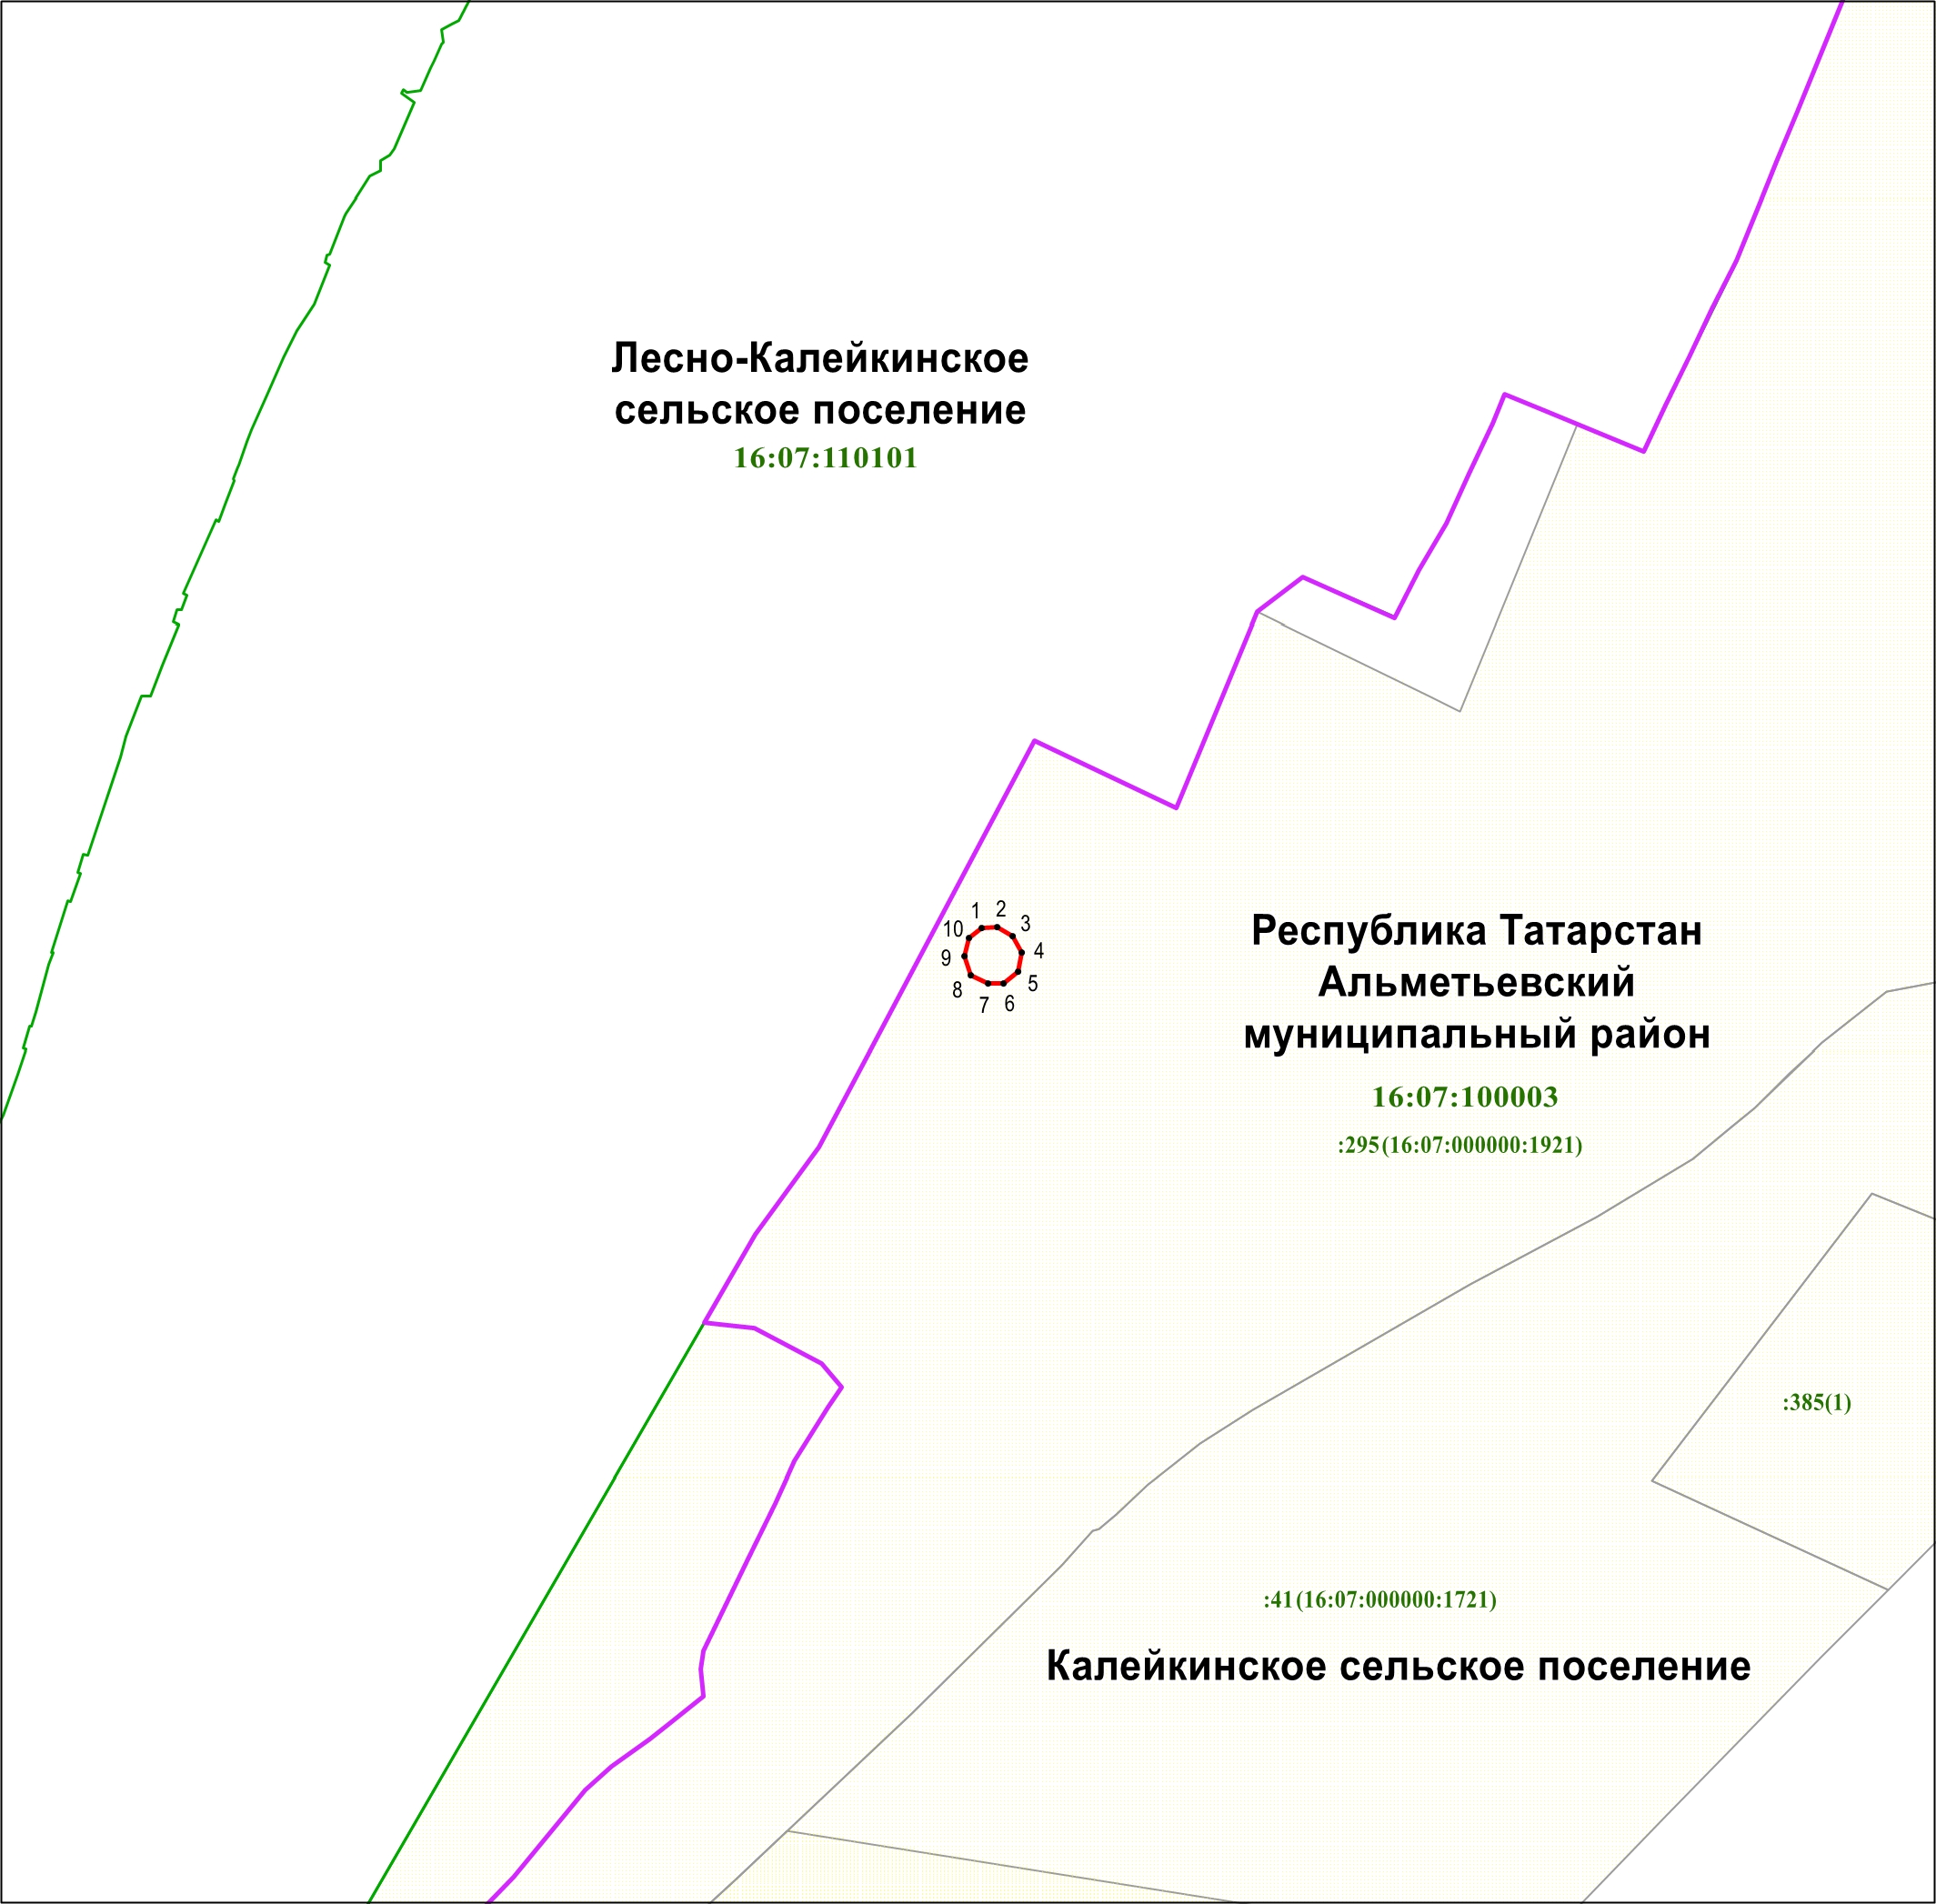 Лесно-Калейкинское
сельское поселение
16:07:110101
1
2
3
4
5
6
7
8
9
10
Республика Татарстан
Альметьевский
муниципальный район
16:07:100003
:295(16:07:000000:1921)
:385(1)
:41(16:07:000000:1721)
Калейкинское сельское поселение